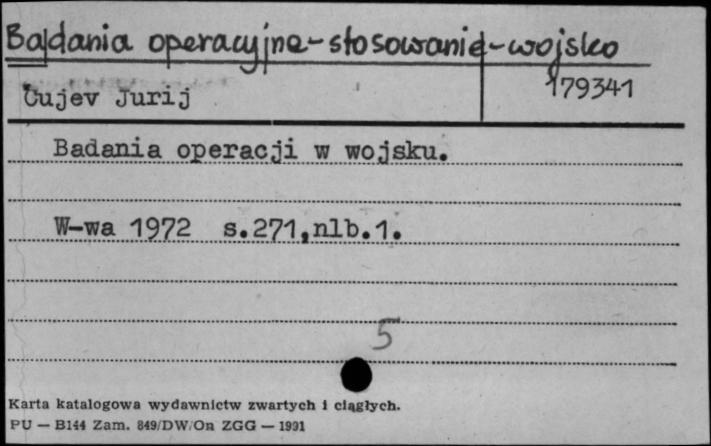 Badania operacyjne-stosowanie-wojsko
Čujev Jurij
179341
Badania operacji w wojsku.
W-wa 1972 s.271,nlb.1.
5
Karta katalogowa wydawnictw zwartych i ciągłych.
PU — B144 Zam. 849/DW/On ZGG — 1991